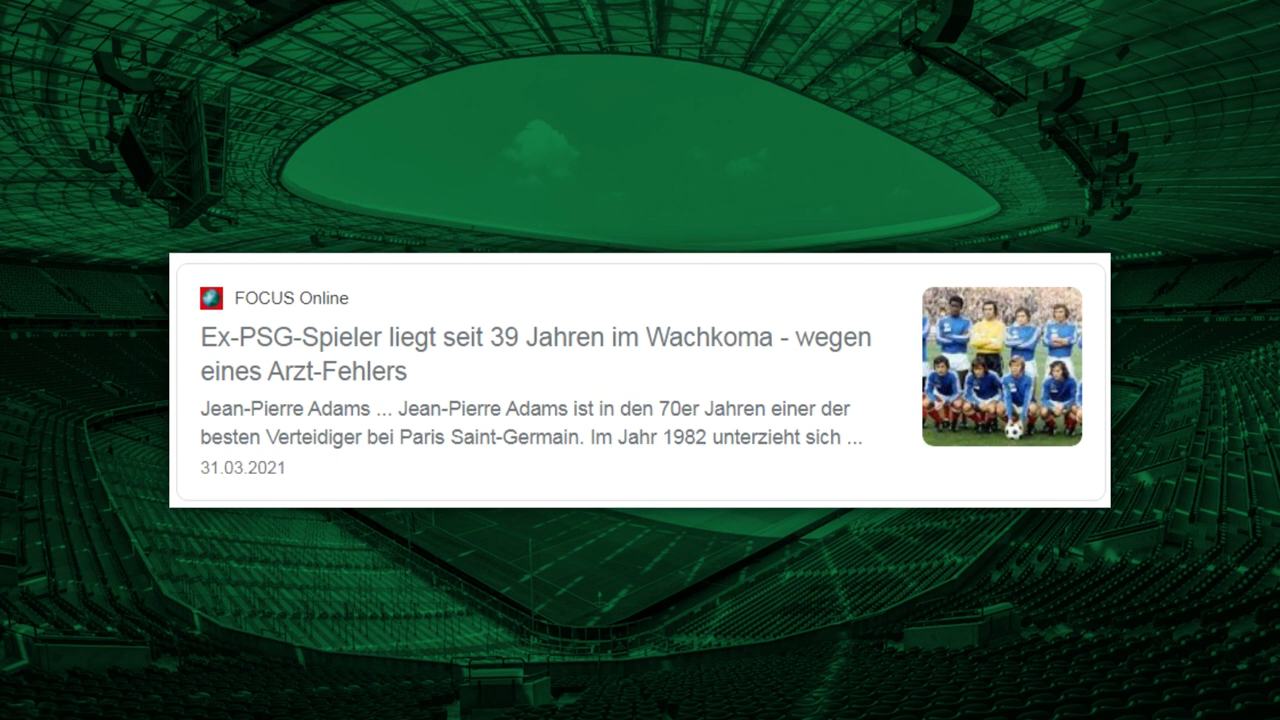 FOCUS Online
Ex-PSG-Spieler liegt seit 39 Jahren im Wachkoma - wegen
eines Arzt-Fehlers
Jean-Pierre Adams ... Jean-Pierre Adams ist in den 70er Jahren einer der
besten Verteidiger bei Paris Saint-Germain. Im Jahr 1982 unterzieht sich ...
31.03.2021